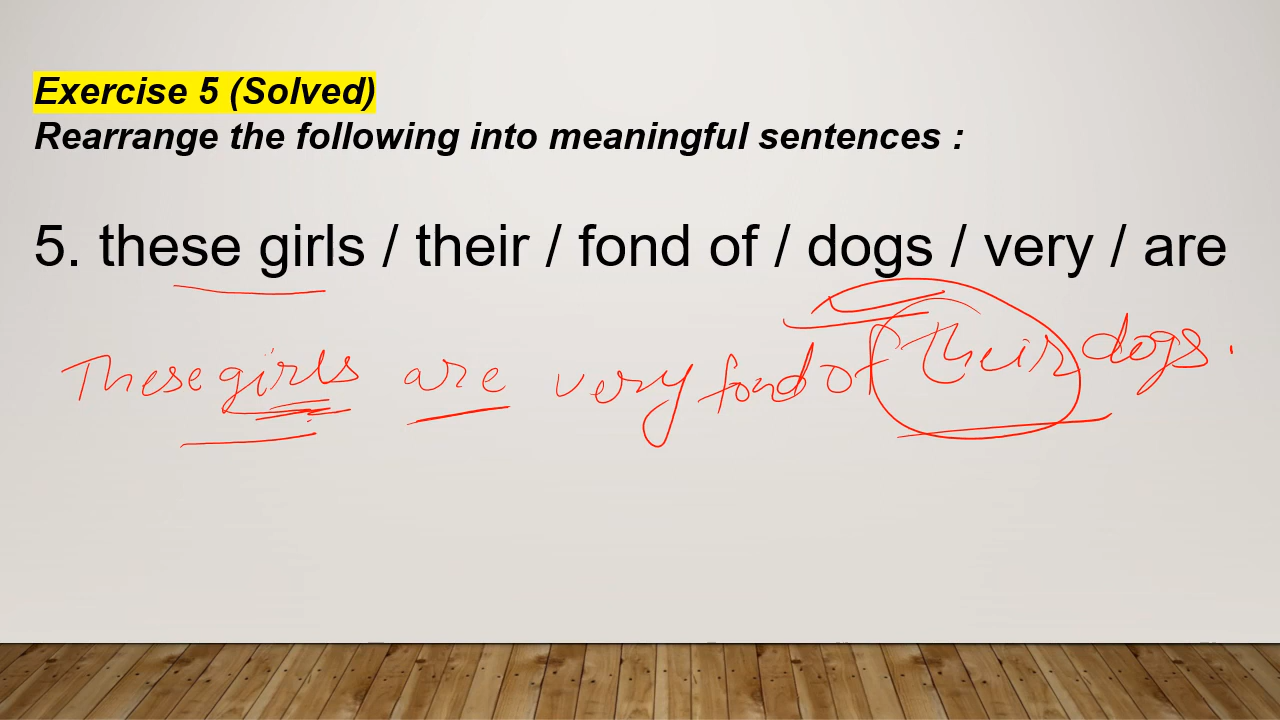 Exercise 5 (Solved)
Rearrange the following into meaningful sentences :
5. these girls / their / fond of / dogs / very / are
These girls are very fond of their dogs.